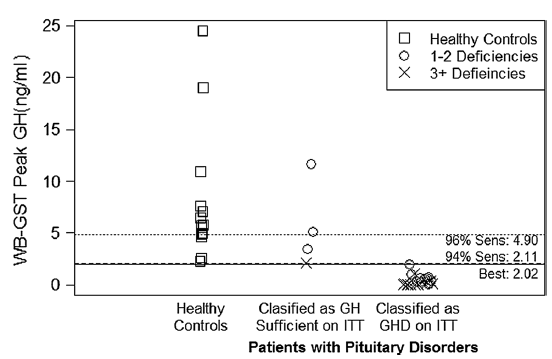 WB-GST Peak GH(ng/ml)
25
20
15
10
5
0
Healthy Controls
1-2 Deficiencies
3+ Defieincies
96% Sens: 4.90
94% Sens: 2.11
Best: 2.02
Healthy
Controls
Clasified as GH
Sufficient on ITT
Classified as
GHD on ITT
Patients with Pituitary Disorders